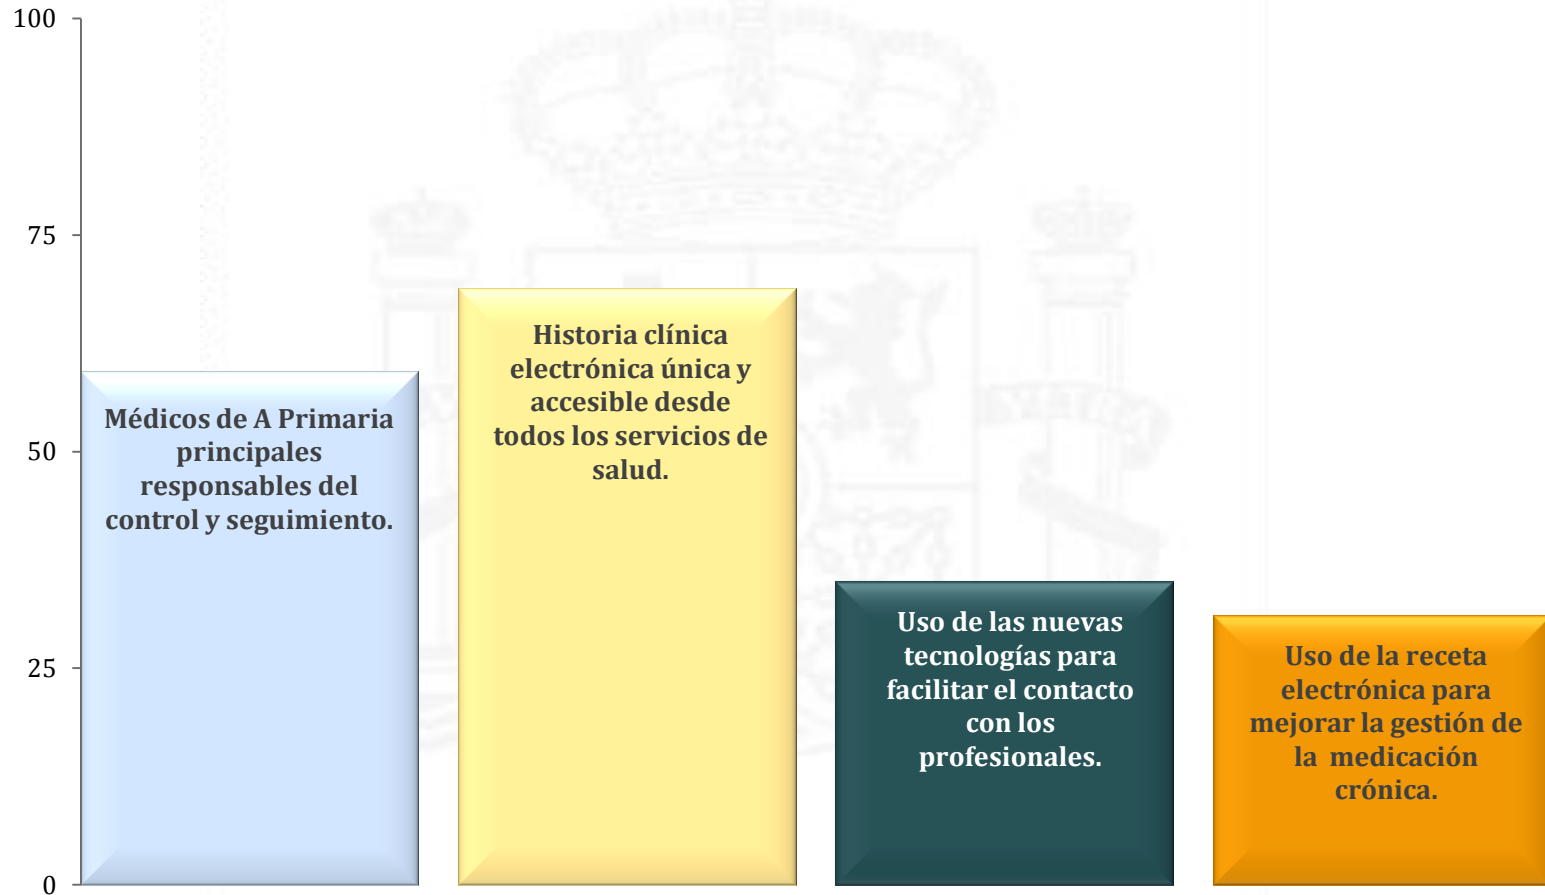 100
75
50
25
0
Médicos de A Primaria
principales
responsables del
control y seguimiento.
Historia clínica
electrónica única y
accesible desde
todos los servicios de
salud.
Uso de las nuevas
tecnologías para
facilitar el contacto
con los
profesionales.
Uso de la receta
electrónica para
mejorar la gestión de
la medicación
crónica.